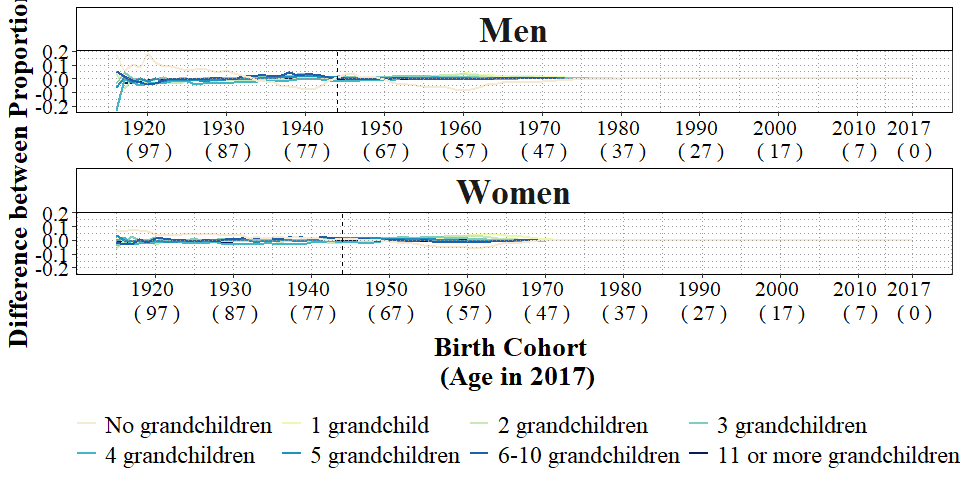 Difference between Proportion
Men
0.2
0.1
0.0
-0.1
-0.2
1920 1930 1940 1950 1960 1970 1980 1990 2000 2010 2017
( 97 ) ( 87 ) ( 77 ) ( 67 ) ( 57 ) ( 47 ) ( 37 ) ( 27 ) ( 17 ) ( 7 ) ( 0 )
Women
0.2
0.1
0.0
-0.1
-0.2
1920 1930 1940 1950 1960 1970 1980 1990 2000 2010 2017
( 97 ) ( 87 ) ( 77 ) ( 67 ) ( 57 ) ( 47 ) ( 37 ) ( 27 ) ( 17 ) ( 7 ) ( 0 )
Birth Cohort
(Age in 2017)
No grandchildren 1 grandchild 2 grandchildren 3 grandchildren
4 grandchildren 5 grandchildren 6-10 grandchildren 11 or more grandchildren